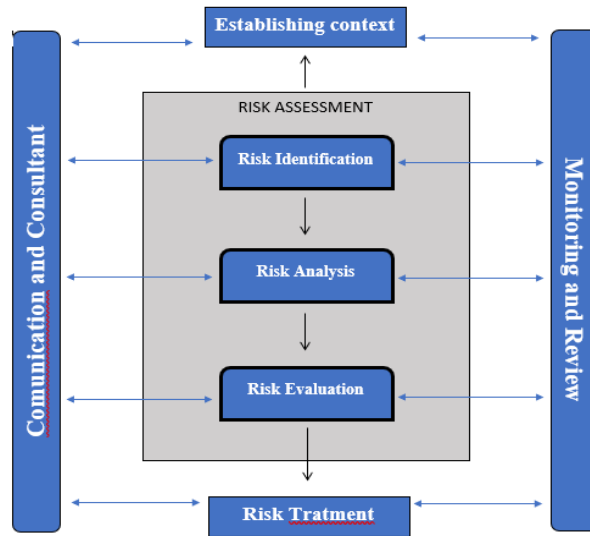 Establishing context
RISK ASSESSMENT
Risk Identification
Risk Analysis
Risk Evaluation
Risk Tratment
Comunication and Consultant
Monitoring and Review